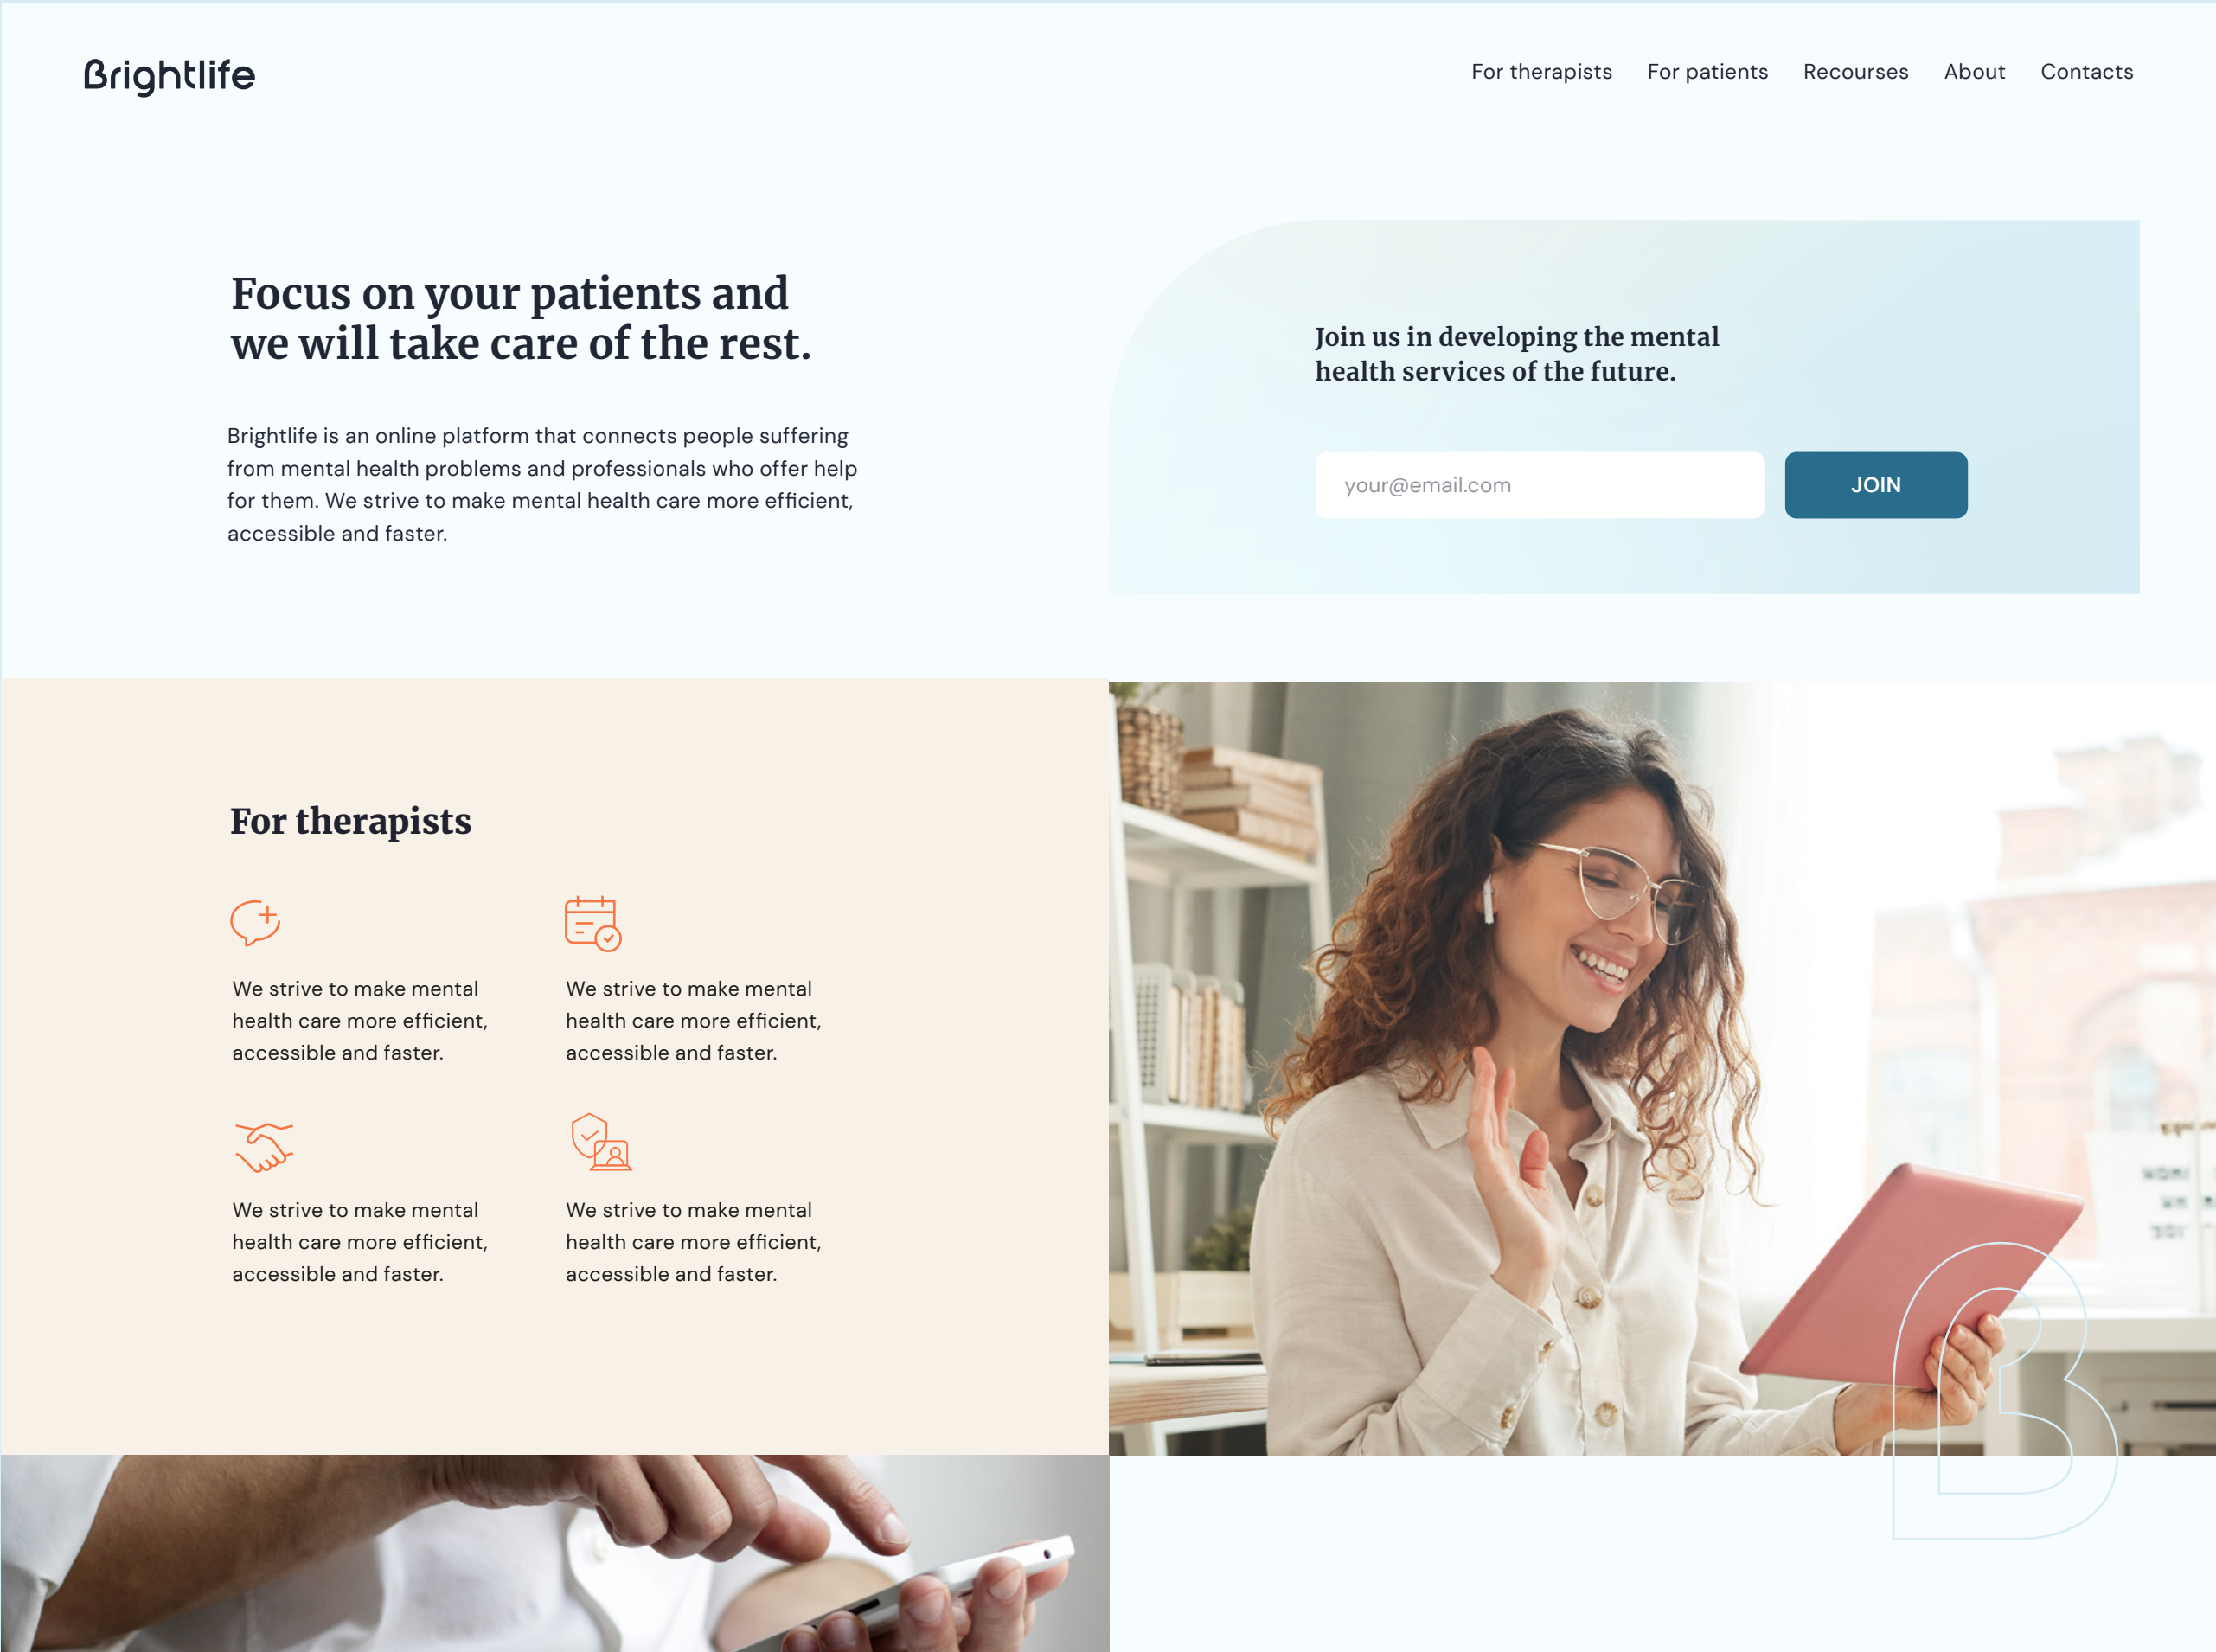 Brightlife
For therapists For patients Recourses About Contacts
Focus on your patients and
we will take care of the rest.
Brightlife is an online platform that connects people suffering
from mental health problems and professionals who offer help
for them. We strive to make mental health care more efficient,
accessible and faster.
Join us in developing the mental
health services of the future.
your@email.com
JOIN
For therapists
We strive to make mental
health care more efficient,
accessible and faster.
We strive to make mental
health care more efficient,
accessible and faster.
We strive to make mental
health care more efficient,
accessible and faster.
We strive to make mental
health care more efficient,
accessible and faster.
B